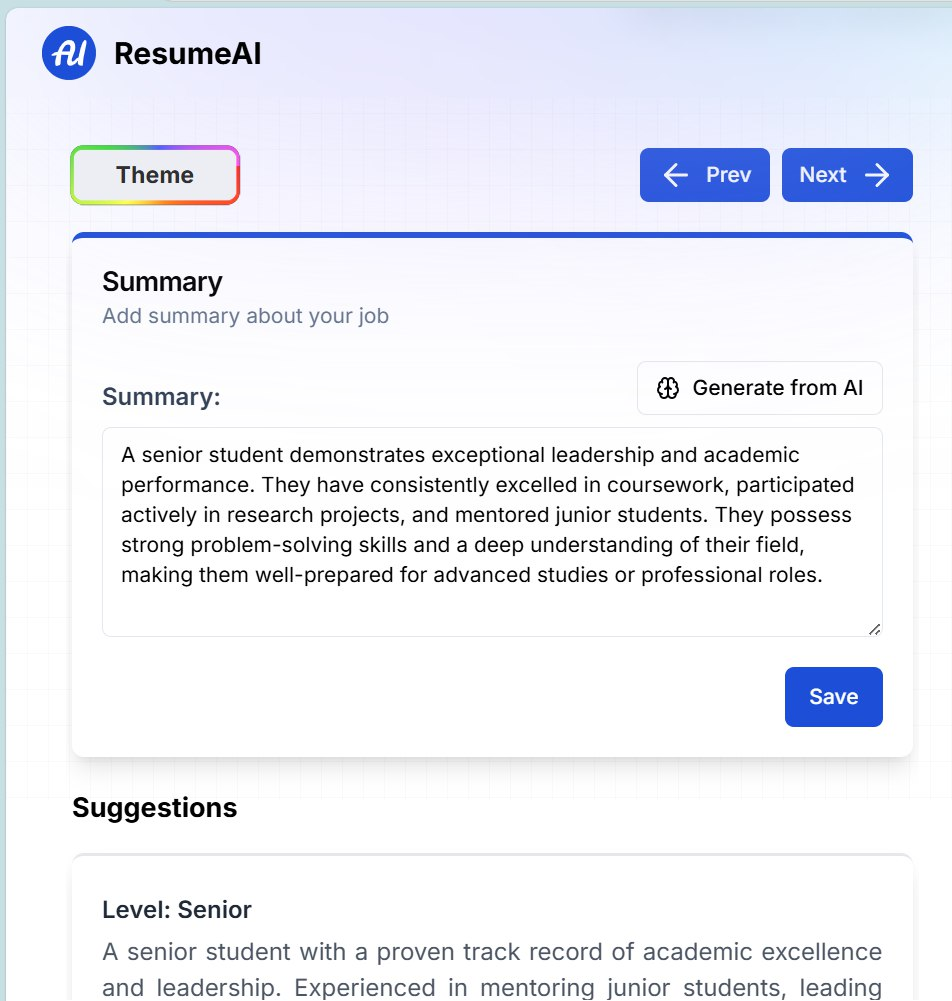 AI ResumeAI
Theme
Prev Next
Summary
Add summary about your job
Generate from AI
Summary:
A senior student demonstrates exceptional leadership and academic
performance. They have consistently excelled in coursework, participated
actively in research projects, and mentored junior students. They possess
strong problem-solving skills and a deep understanding of their field,
making them well-prepared for advanced studies or professional roles.
Save
Suggestions
Level: Senior
A senior student with a proven track record of academic excellence
and leadership. Experienced in mentoring junior students, leading